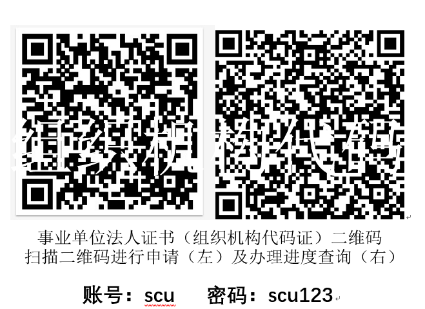 事业单位法人证书（组织机构代码证）二维码
扫描二维码进行申请（左）及办理进度查询（右）
账号：scu 密码：scu123